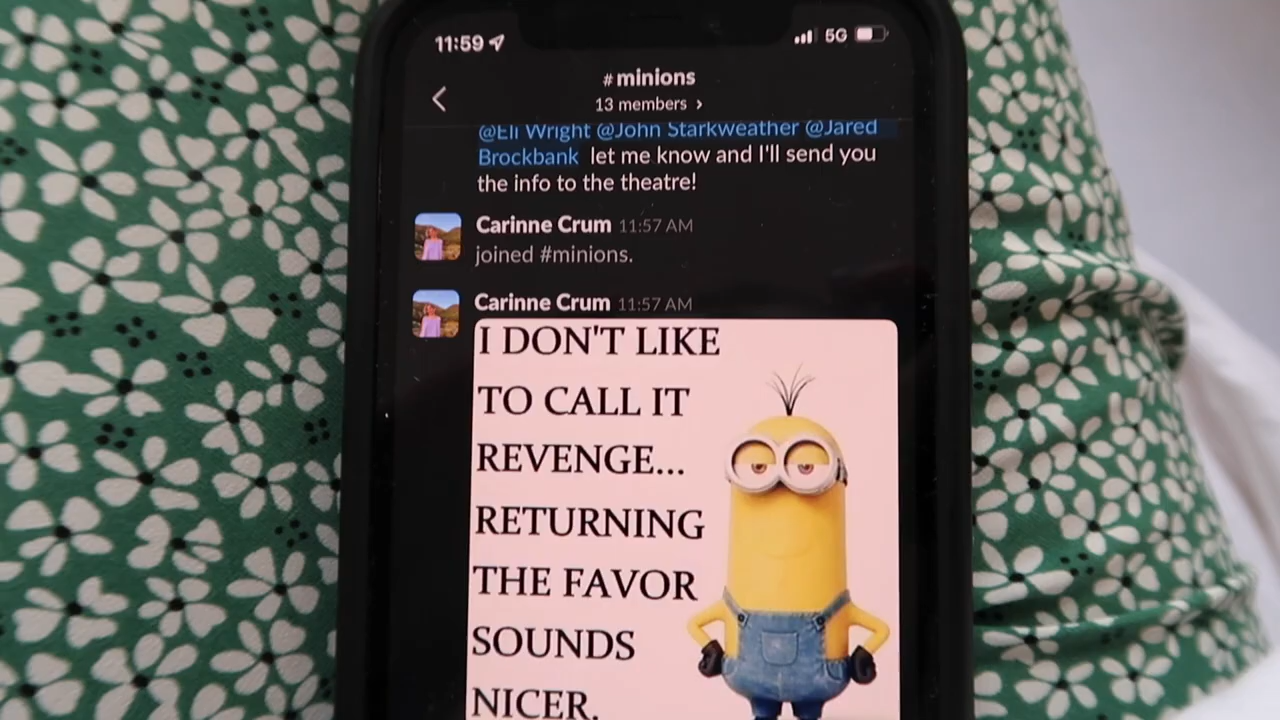 11:59
5G
# minions
13 members ›
@Eli Wright @John Starkweather @Jared
Brockbank let me know and I'll send you
the info to the theatre!
Carinne Crum 11:57 AM
joined #minions.
Carinne Crum 11:57 AM
I DON'T LIKE
TO CALL IT
REVENGE...
RETURNING
THE FAVOR
SOUNDS
NICER.